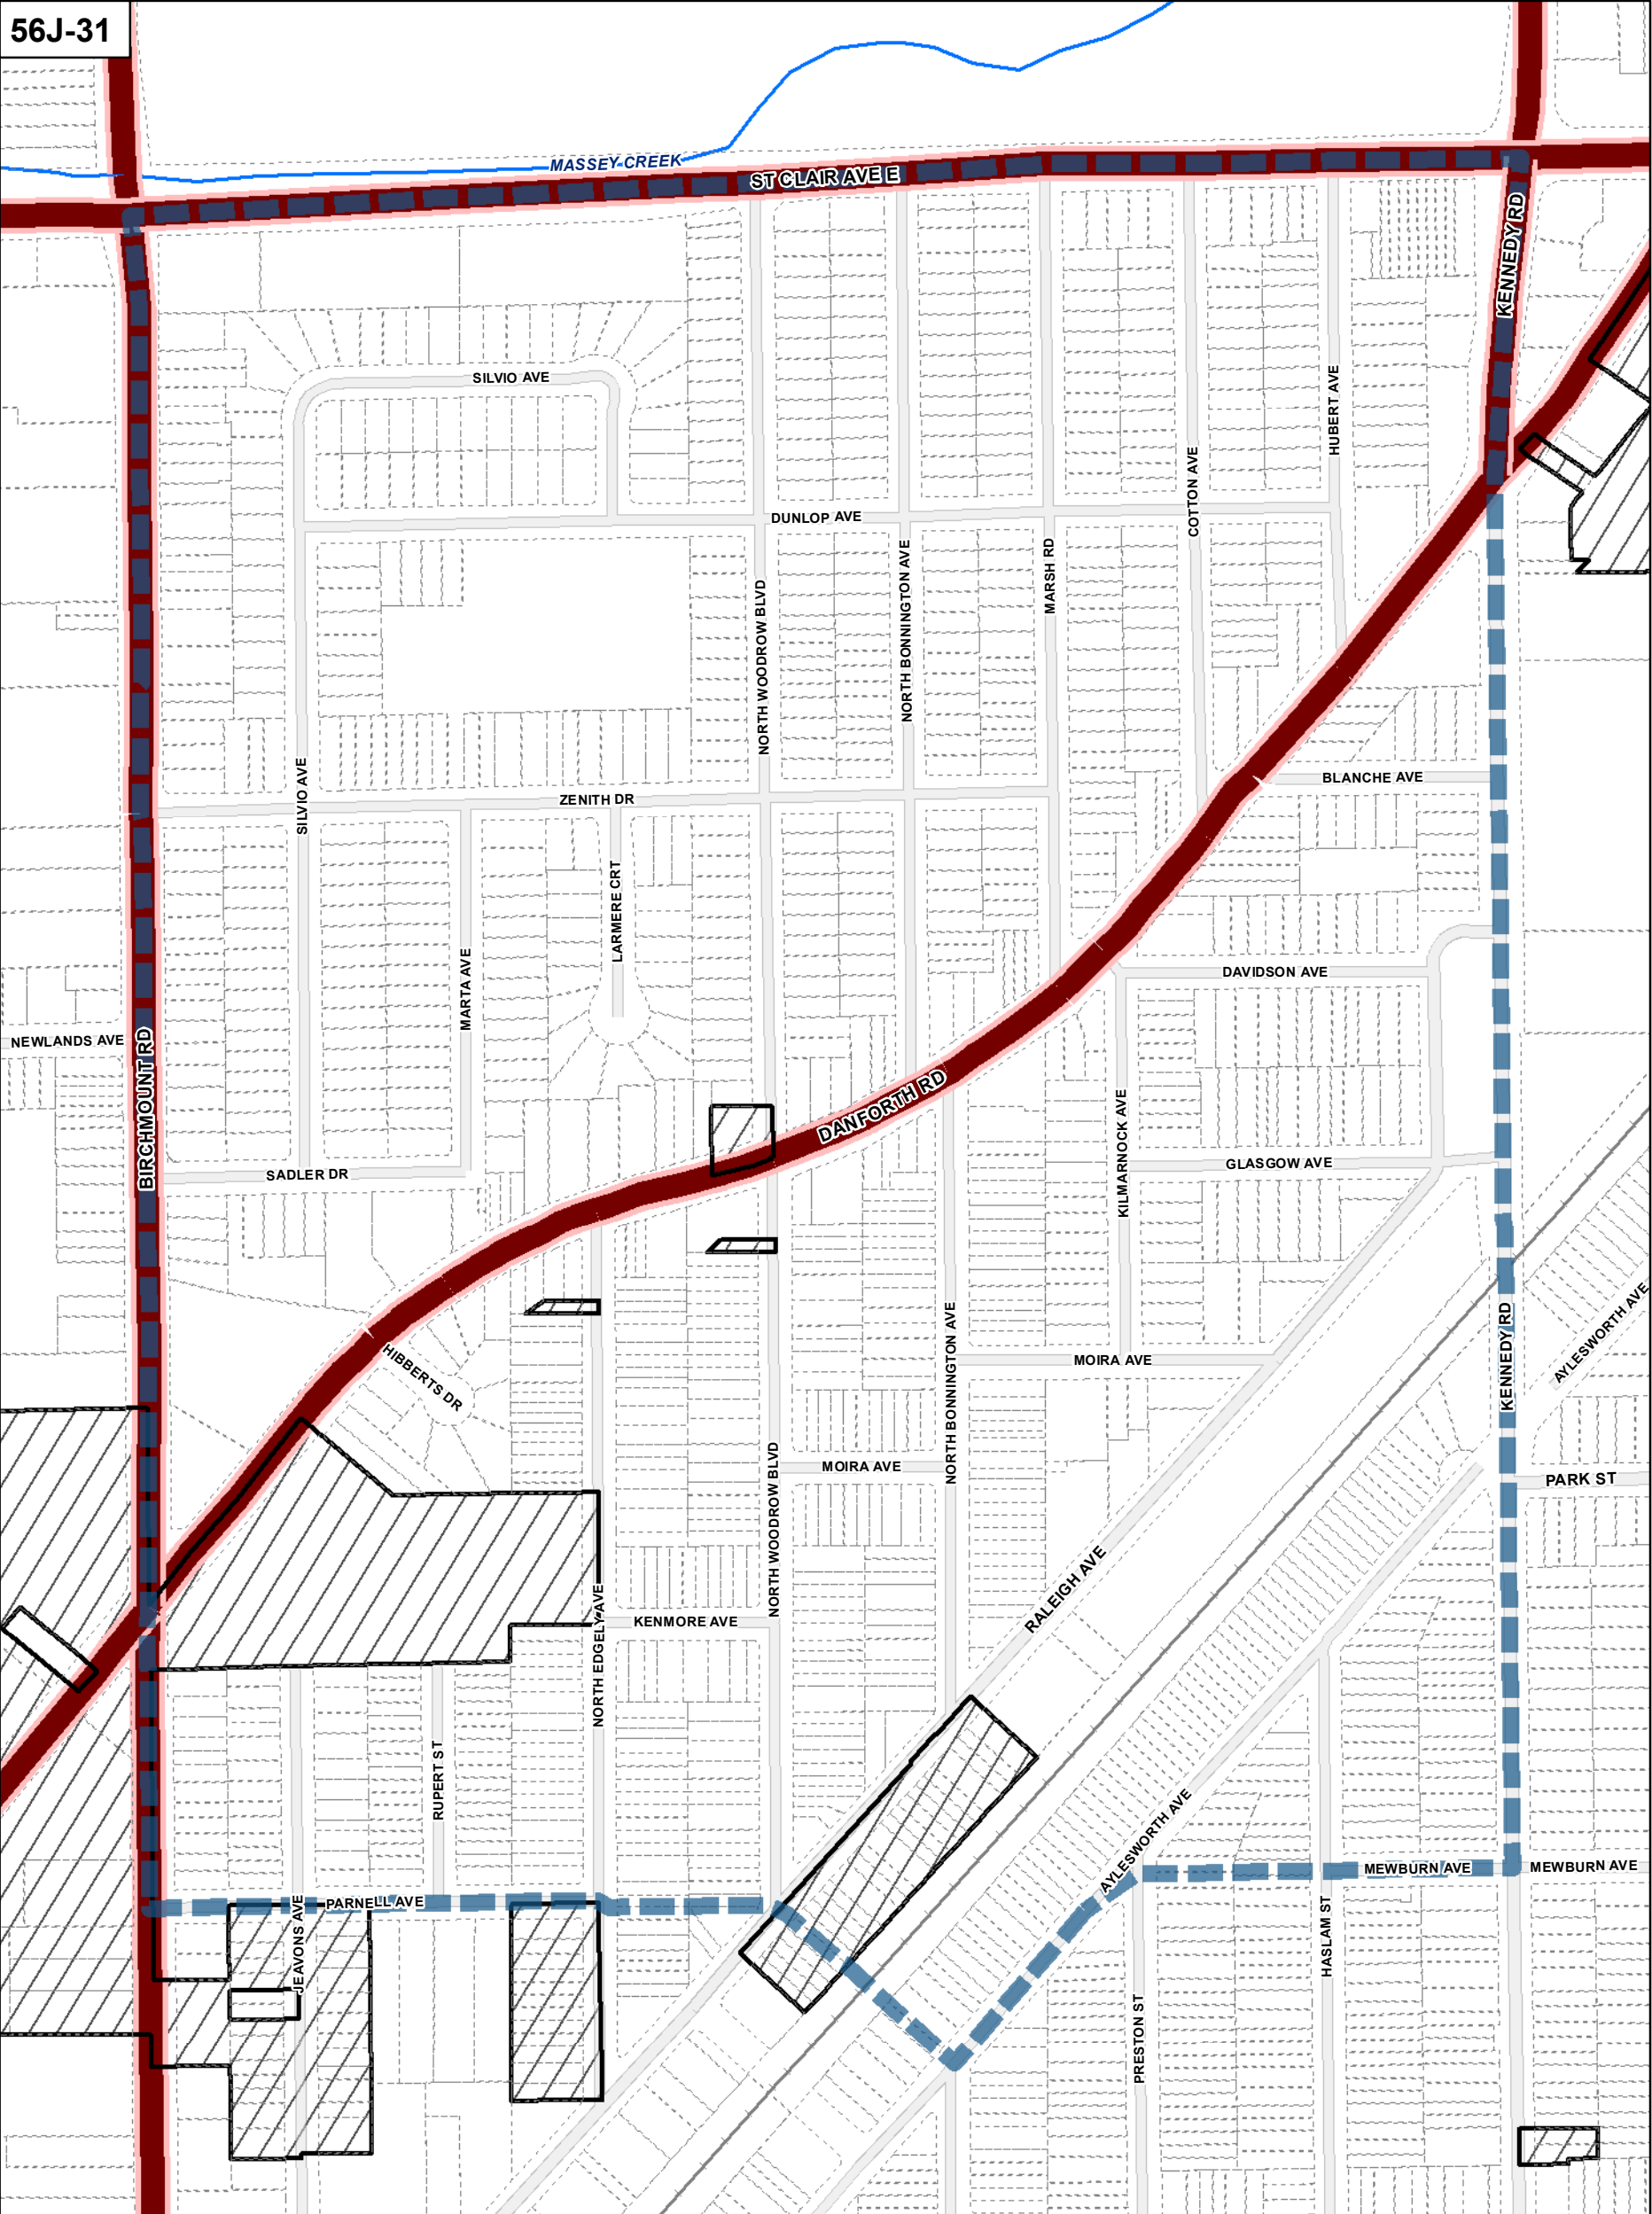 56J-31
MASSEY CREEK
ST CLAIR AVE E
KENNEDY RD
SILVIO AVE
HUBERT AVE
COTTON AVE
DUNLOP AVE
NORTH BONNINGTON AVE
MARSH RD
NORTH WOODROW BLVD
SILVIO AVE
ZENITH DR
BLANCHE AVE
LARMERE CRT
MARTA AVE
DAVIDSON AVE
NEWLANDS AVE
BIRCHMOUNT RD
DANFORTH RD
KILMARNOCK AVE
GLASGOW AVE
SADLER DR
HIBBERTS DR
NORTH BONNINGTON AVE
MOIRA AVE
KENNEDY RD
AYLESWORTH AVE
MOIRA AVE
NORTH WOODROW BLVD
PARK ST
RALEIGH AVE
NORTH EDGELY AVE
KENMORE AVE
RUPERT ST
AYLESWORTH AVE
MEWBURN AVE
MEWBURN AVE
PARNELL AVE
JEAVONS AVE
HASLAM ST
PRESTON ST